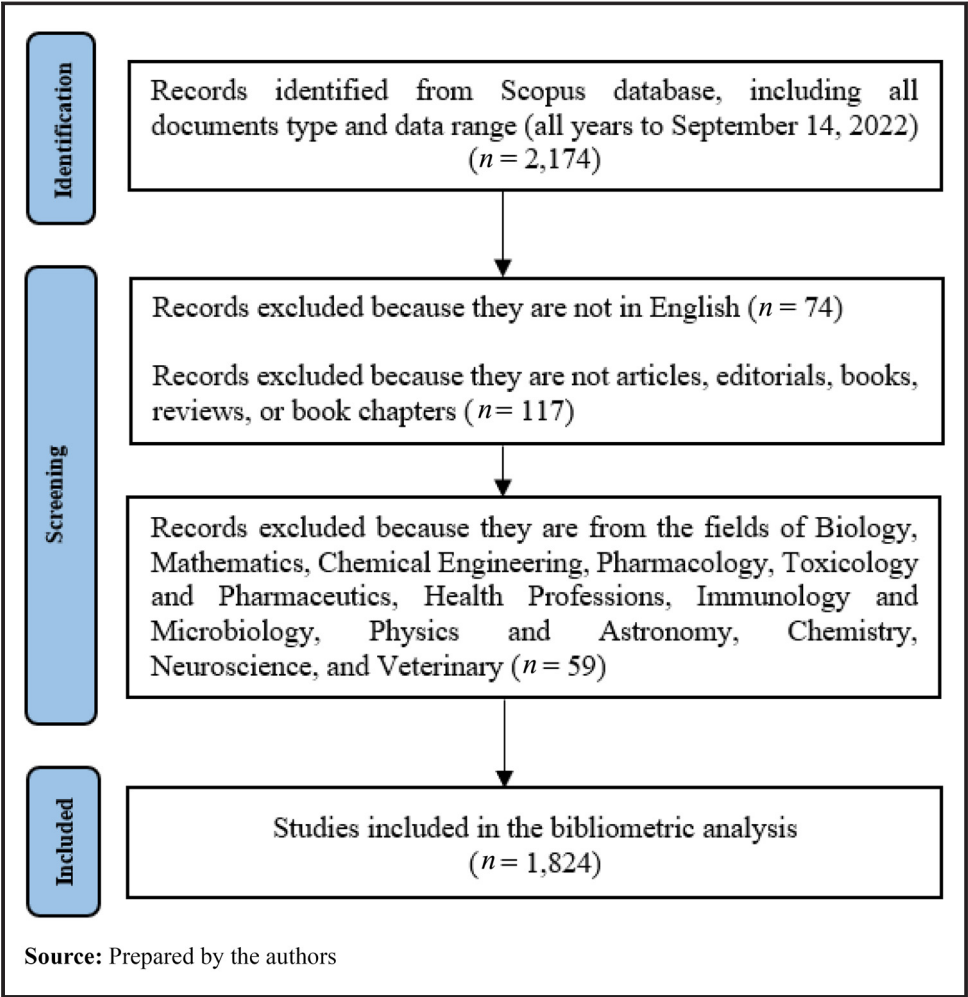 Identification
Records identified from Scopus database, including all
documents type and data range (all years to September 14, 2022)
(n = 2,174)
Screening
Records excluded because they are not in English (n = 74)
Records excluded because they are not articles, editorials, books,
reviews, or book chapters (n = 117)
Records excluded because they are from the fields of Biology,
Mathematics, Chemical Engineering, Pharmacology, Toxicology
and Pharmaceutics, Health Professions, Immunology and
Microbiology, Physics and Astronomy, Chemistry,
Neuroscience, and Veterinary (n = 59)
Included
Studies included in the bibliometric analysis
(n = 1,824)
Source: Prepared by the authors